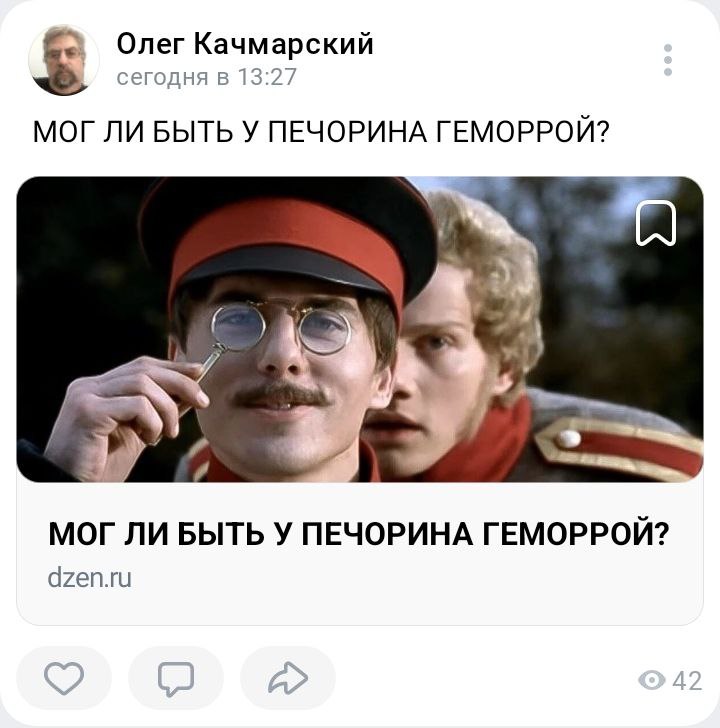 Олег Качмарский
сегодня в 13:27
МОГ ЛИ БЫТЬ У ПЕЧОРИНА ГЕМОРРОЙ?
МОГ ЛИ БЫТЬ У ПЕЧОРИНА ГЕМОРРОЙ?
dzen.ru
42